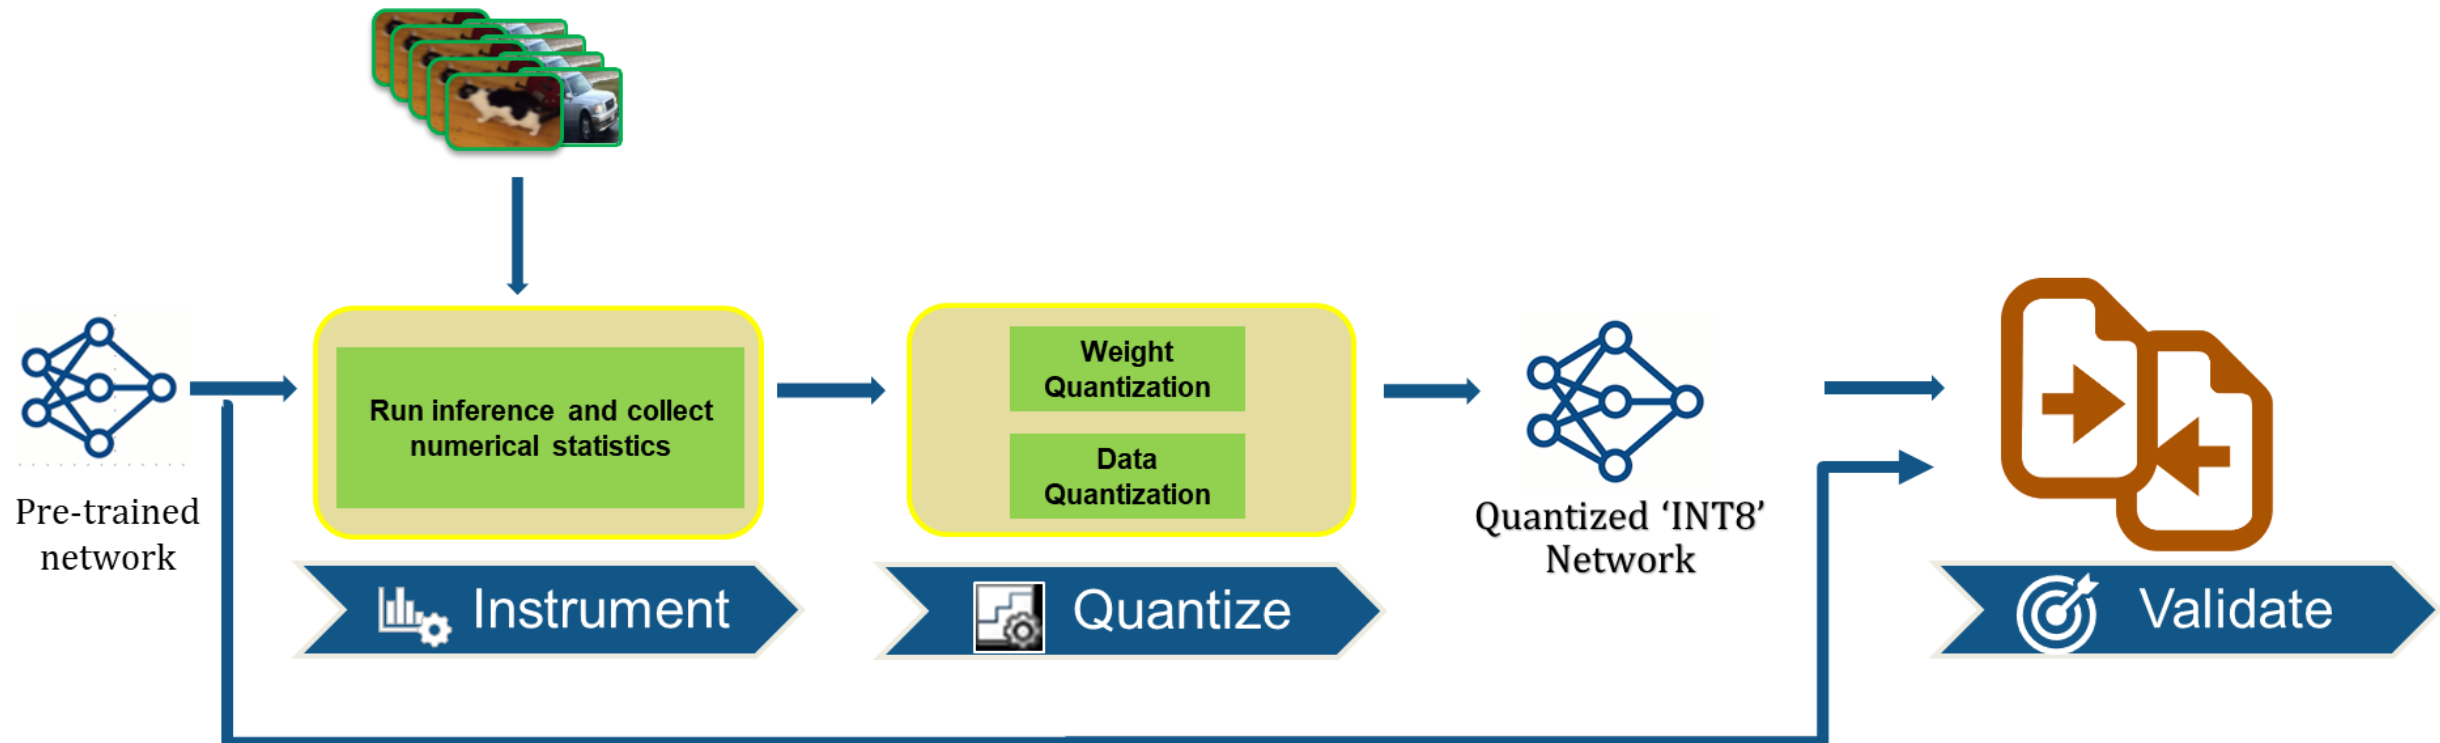 Pre-trained
network
Run inference and collect
numerical statistics
Instrument
Weight
Quantization
Data
Quantization
Quantize
Quantized ‘INT8’
Network
Validate